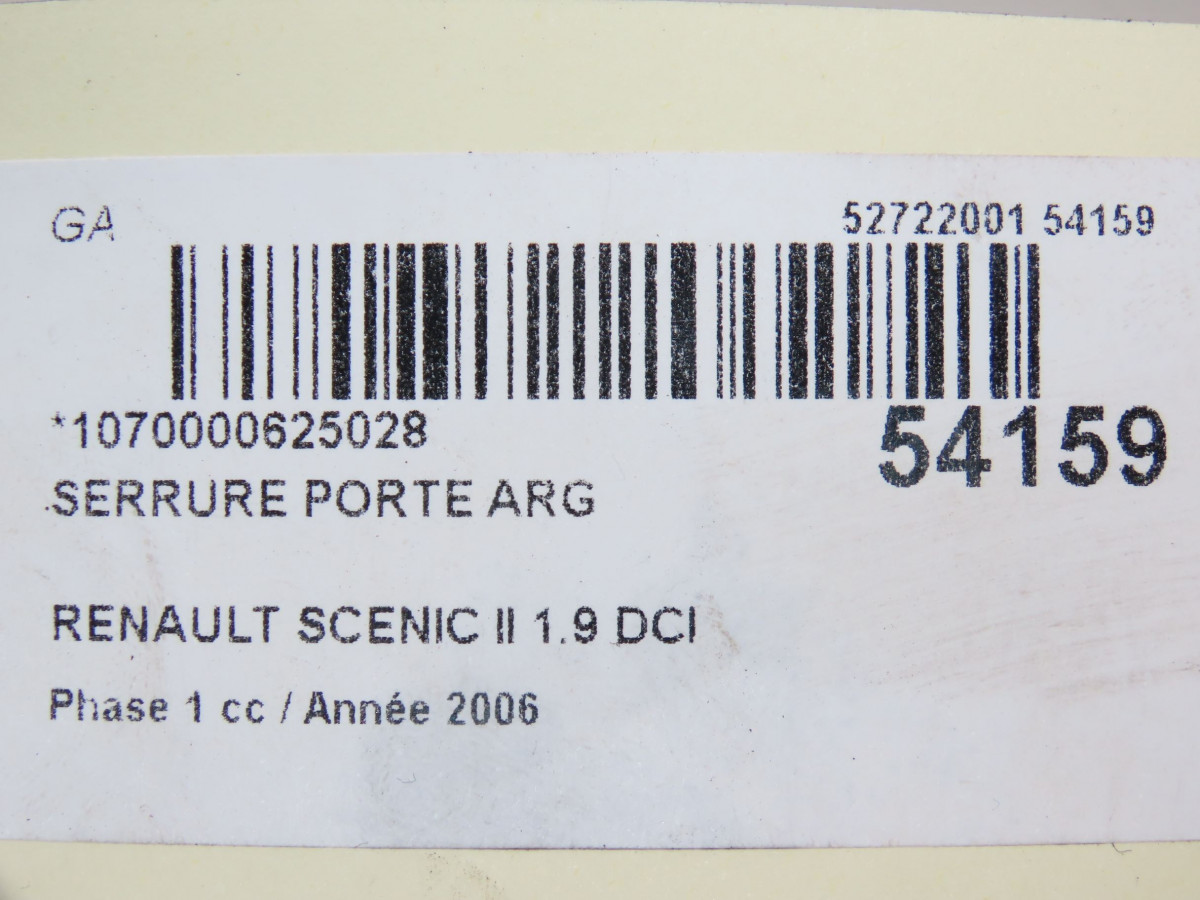 GA 52722001 54159
*1070000625028 54159
SERRURE PORTE ARG
RENAULT SCENIC II 1.9 DCI
Phase 1 cc / Année 2006